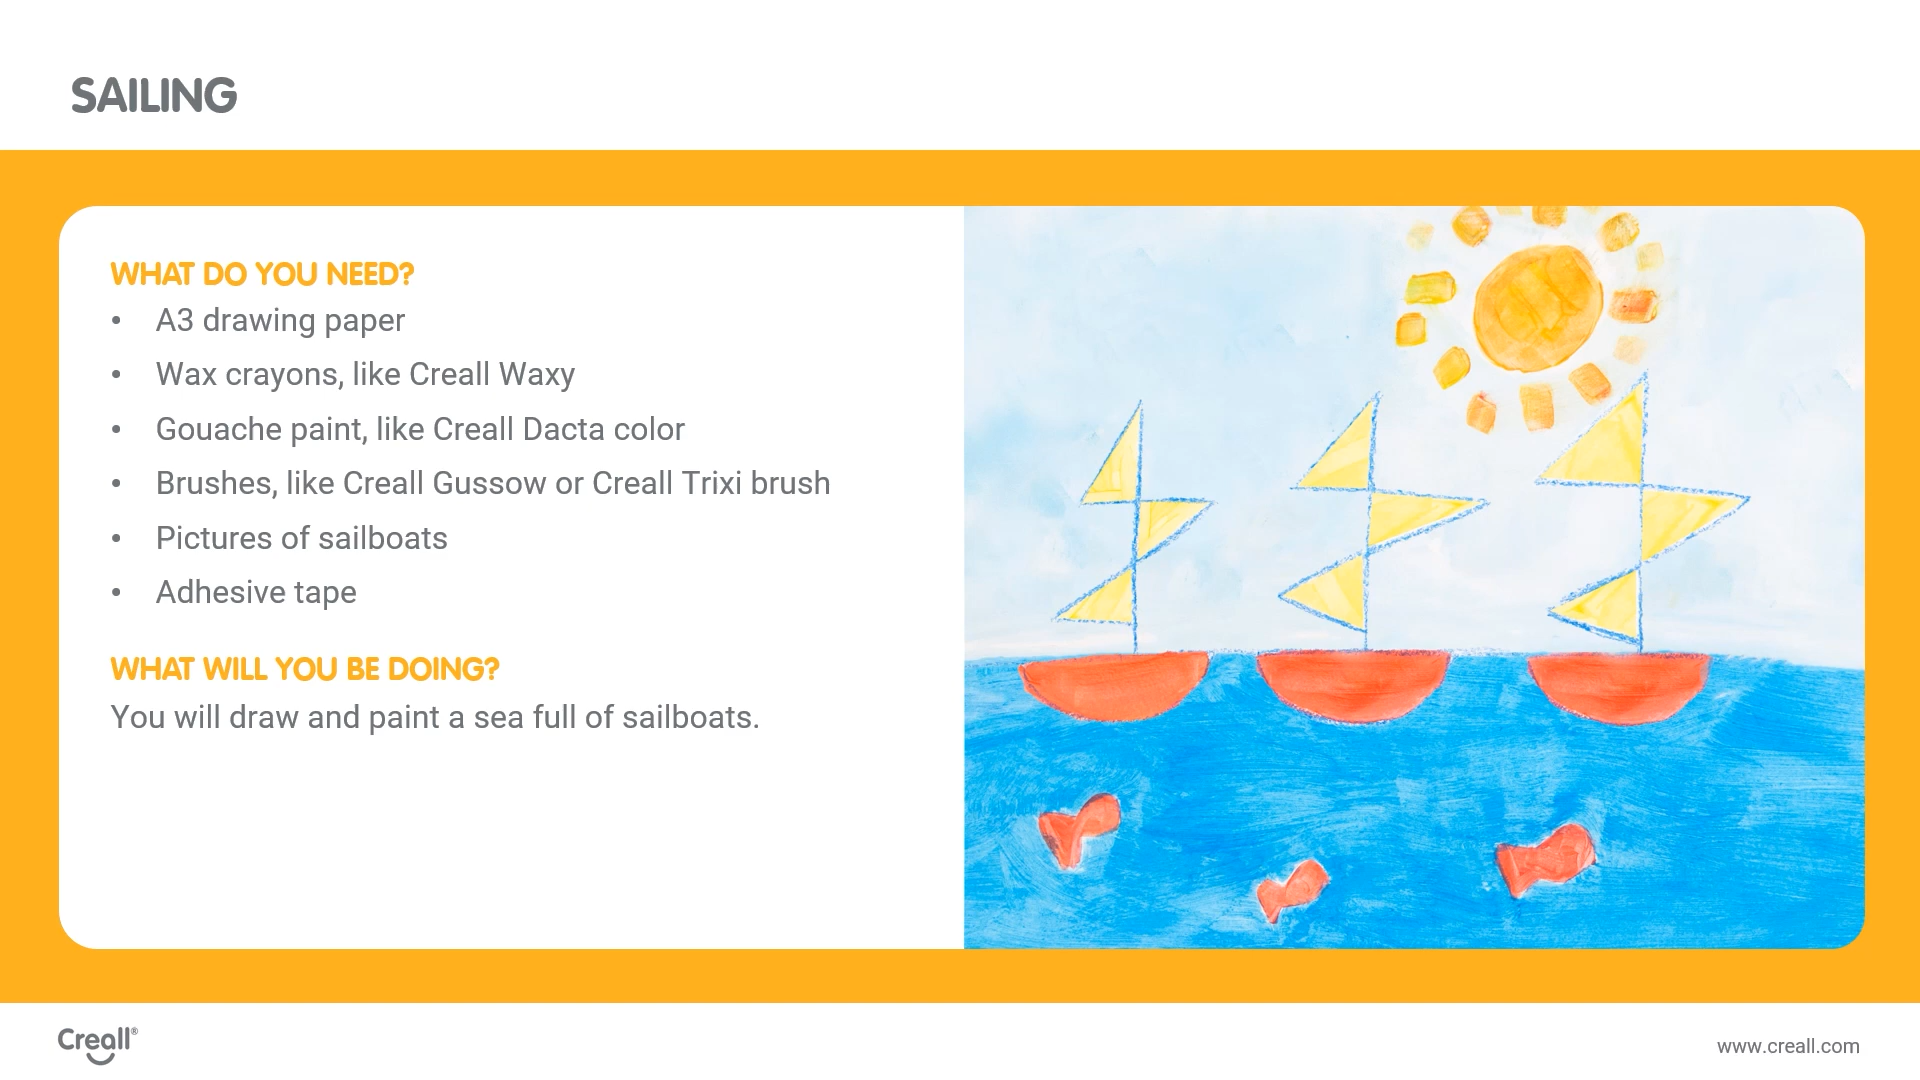 SAILING
WHAT DO YOU NEED?
• A3 drawing paper
• Wax crayons, like Creall Waxy
• Gouache paint, like Creall Dacta color
• Brushes, like Creall Gussow or Creall Trixi brush
• Pictures of sailboats
• Adhesive tape
WHAT WILL YOU BE DOING?
You will draw and paint a sea full of sailboats.
Creall®
www.creall.com